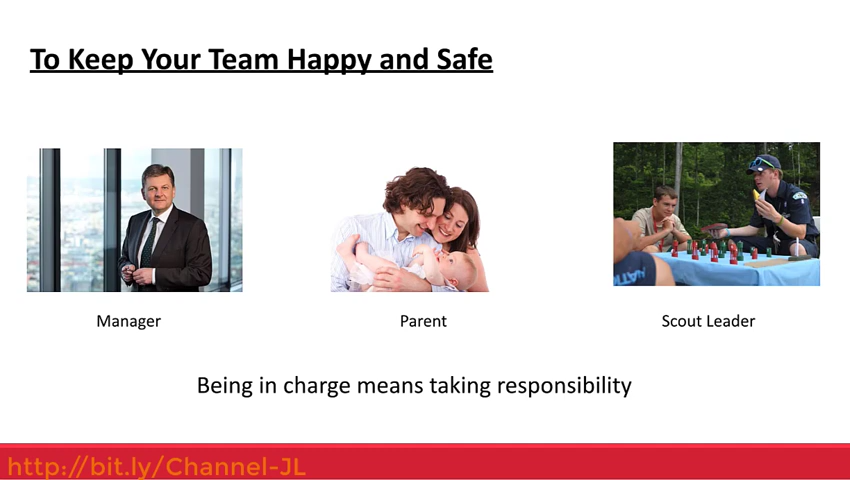 To Keep Your Team Happy and Safe
Manager
Parent
Scout Leader
Being in charge means taking responsibility
http://bit.ly/Channel-JL